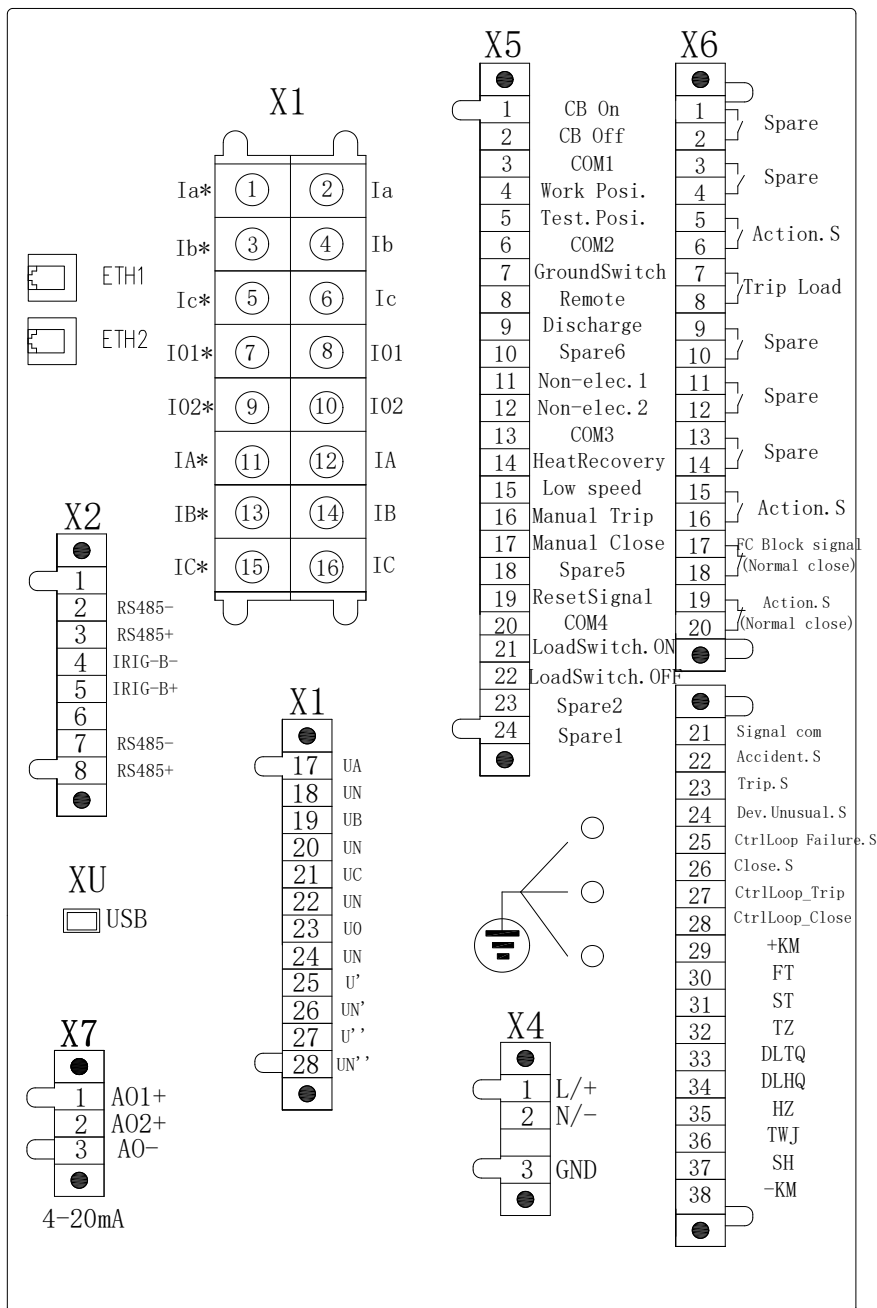 X1
Ia* 1 2 Ia
Ib* 3 4 Ib
Ic* 5 6 Ic
I01* 7 8 I01
I02* 9 10 I02
IA* 11 12 IA
IB* 13 14 IB
IC* 15 16 IC
ETH1
ETH2
X2
1
2 RS485-
3 RS485+
4 IRIG-B-
5 IRIG-B+
6
7 RS485-
8 RS485+
XU
USB
X7
1 AO1+
2 AO2+
3 AO-
4-20mA
X1
17 UA
18 UN
19 UB
20 UN
21 UC
22 UN
23 U0
24 UN
25 U'
26 UN'
27 U''
28 UN''
X5
1 CB On
2 CB Off
3 COM1
4 Work Posi.
5 Test.Posi.
6 COM2
7 GroundSwitch
8 Remote
9 Discharge
10 Spare6
11 Non-elec.1
12 Non-elec.2
13 COM3
14 HeatRecovery
15 Low speed
16 Manual Trip
17 Manual Close
18 Spare5
19 ResetSignal
20 COM4
21 LoadSwitch.ON
22 LoadSwitch.OFF
23 Spare2
24 Spare1
X4
1 L/+
2 N/-
3 GND
X6
1
2
Spare
3
4
Spare
5
6
Action.S
7
8
Trip Load
9
10
Spare
11
12
Spare
13
14
Spare
15
16
Action.S
17 FC Block signal
18 (Normal close)
19 Action.S
20 (Normal close)
21 Signal com
22 Accident.S
23 Trip.S
24 Dev.Unusual.S
25 CtrlLoop Failure.S
26 Close.S
27 CtrlLoop_Trip
28 CtrlLoop_Close
29 +KM
30 FT
31 ST
32 TZ
33 DLTQ
34 DLHQ
35 HZ
36 TWJ
37 SH
38 -KM